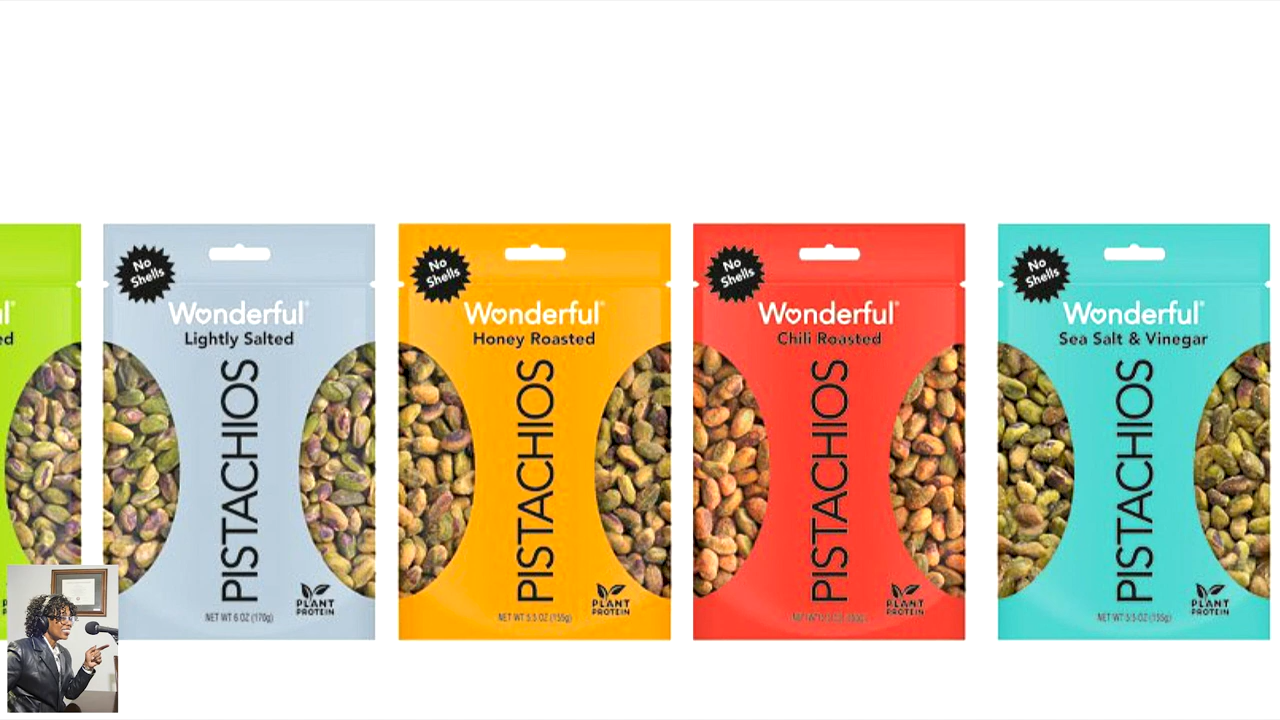 l®
ed
No
Shells
Wonderful®
Lightly Salted
PISTACHIOS
PLANT
PROTEIN
NET WT 6 OZ (170g)
No
Shells
Wonderful®
Honey Roasted
PISTACHIOS
PLANT
PROTEIN
NET WT 5.5 OZ (155g)
No
Shells
Wonderful®
Chili Roasted
PISTACHIOS
PLANT
PROTEIN
No
Shells
Wonderful®
Sea Salt & Vinegar
PISTACHIOS
PLANT
PROTEIN
NET WT 5.5 OZ (155g)